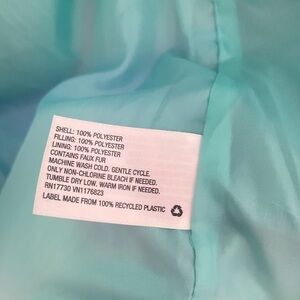 SHELL: 100% POLYESTER
FILLING: 100% POLYESTER
LINING: 100% POLYESTER
CONTAINS FAUX FUR
MACHINE WASH COLD. GENTLE CYCLE.
ONLY NON-CHLORINE BLEACH IF NEEDED.
TUMBLE DRY LOW. WARM IRON IF NEEDED.
RN17730 VN1176823
LABEL MADE FROM 100% RECYCLED PLASTIC